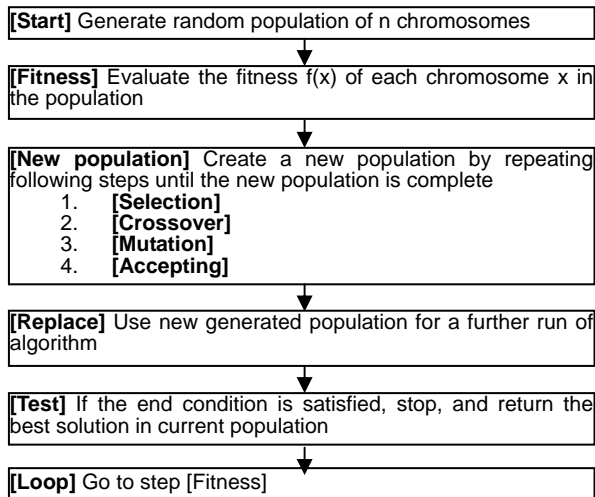 [Start] Generate random population of n chromosomes
[Fitness] Evaluate the fitness f(x) of each chromosome x in
the population
[New population] Create a new population by repeating
following steps until the new population is complete
1. [Selection]
2. [Crossover]
3. [Mutation]
4. [Accepting]
[Replace] Use new generated population for a further run of
algorithm
[Test] If the end condition is satisfied, stop, and return the
best solution in current population
[Loop] Go to step [Fitness]